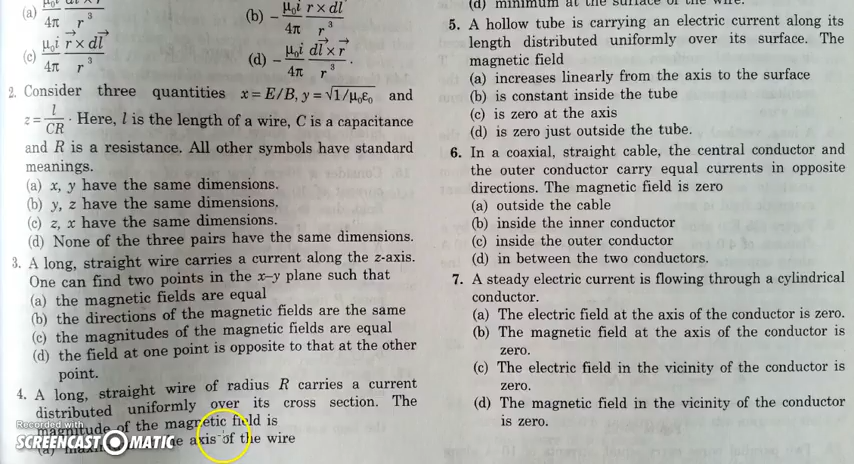 (a) μ₀i dl × r / 4π r³
(b) − μ₀i r × dl / 4π r³
(c) μ₀i r × dl / 4π r³
(d) − μ₀i dl × r / 4π r³ .
2. Consider three quantities x = E/B, y = √1/μ₀ε₀ and
z = l / CR . Here, l is the length of a wire, C is a capacitance
and R is a resistance. All other symbols have standard
meanings.
(a) x, y have the same dimensions.
(b) y, z have the same dimensions.
(c) z, x have the same dimensions.
(d) None of the three pairs have the same dimensions.
3. A long, straight wire carries a current along the z-axis.
One can find two points in the x–y plane such that
(a) the magnetic fields are equal
(b) the directions of the magnetic fields are the same
(c) the magnitudes of the magnetic fields are equal
(d) the field at one point is opposite to that at the other
point.
4. A long, straight wire of radius R carries a current
distributed uniformly over its cross section. The
magnitude of the magnetic field is
(a) the axis of the wire
(d) minimum at the surface of the wire.
5. A hollow tube is carrying an electric current along its
length distributed uniformly over its surface. The
magnetic field
(a) increases linearly from the axis to the surface
(b) is constant inside the tube
(c) is zero at the axis
(d) is zero just outside the tube.
6. In a coaxial, straight cable, the central conductor and
the outer conductor carry equal currents in opposite
directions. The magnetic field is zero
(a) outside the cable
(b) inside the inner conductor
(c) inside the outer conductor
(d) in between the two conductors.
7. A steady electric current is flowing through a cylindrical
conductor.
(a) The electric field at the axis of the conductor is zero.
(b) The magnetic field at the axis of the conductor is
zero.
(c) The electric field in the vicinity of the conductor is
zero.
(d) The magnetic field in the vicinity of the conductor
is zero.
Recorded with
SCREENCAST MATIC